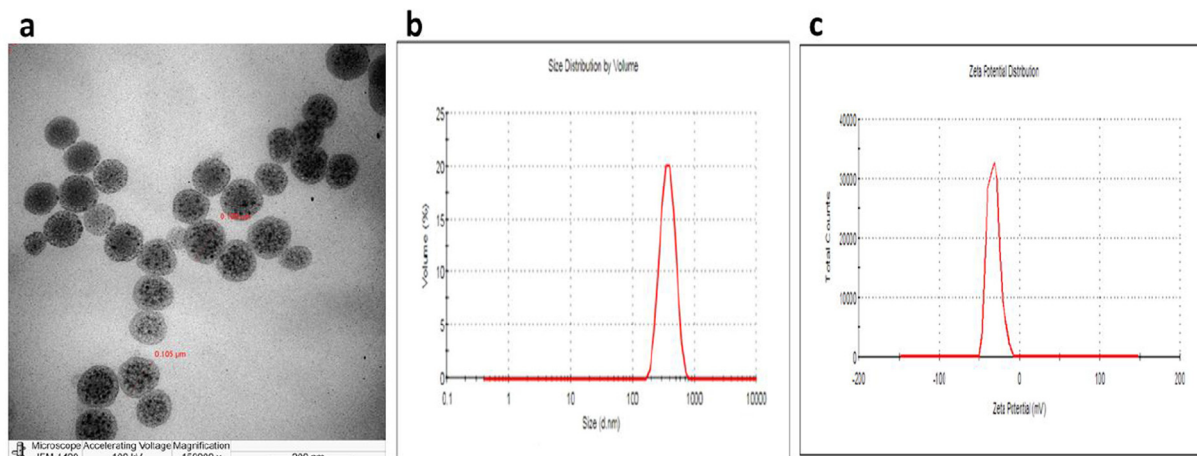 a
0.105 µm
Microscope Accelerating Voltage Magnification
b
Size Distribution by Volume
Volume (%)
25
20
15
10
5
0
0.1 1 10 100 1000 10000
Size (d.nm)
c
Zeta Potential Distribution
Total Counts
40000
30000
20000
10000
0
-200 -100 0 100 200
Zeta Potential (mV)